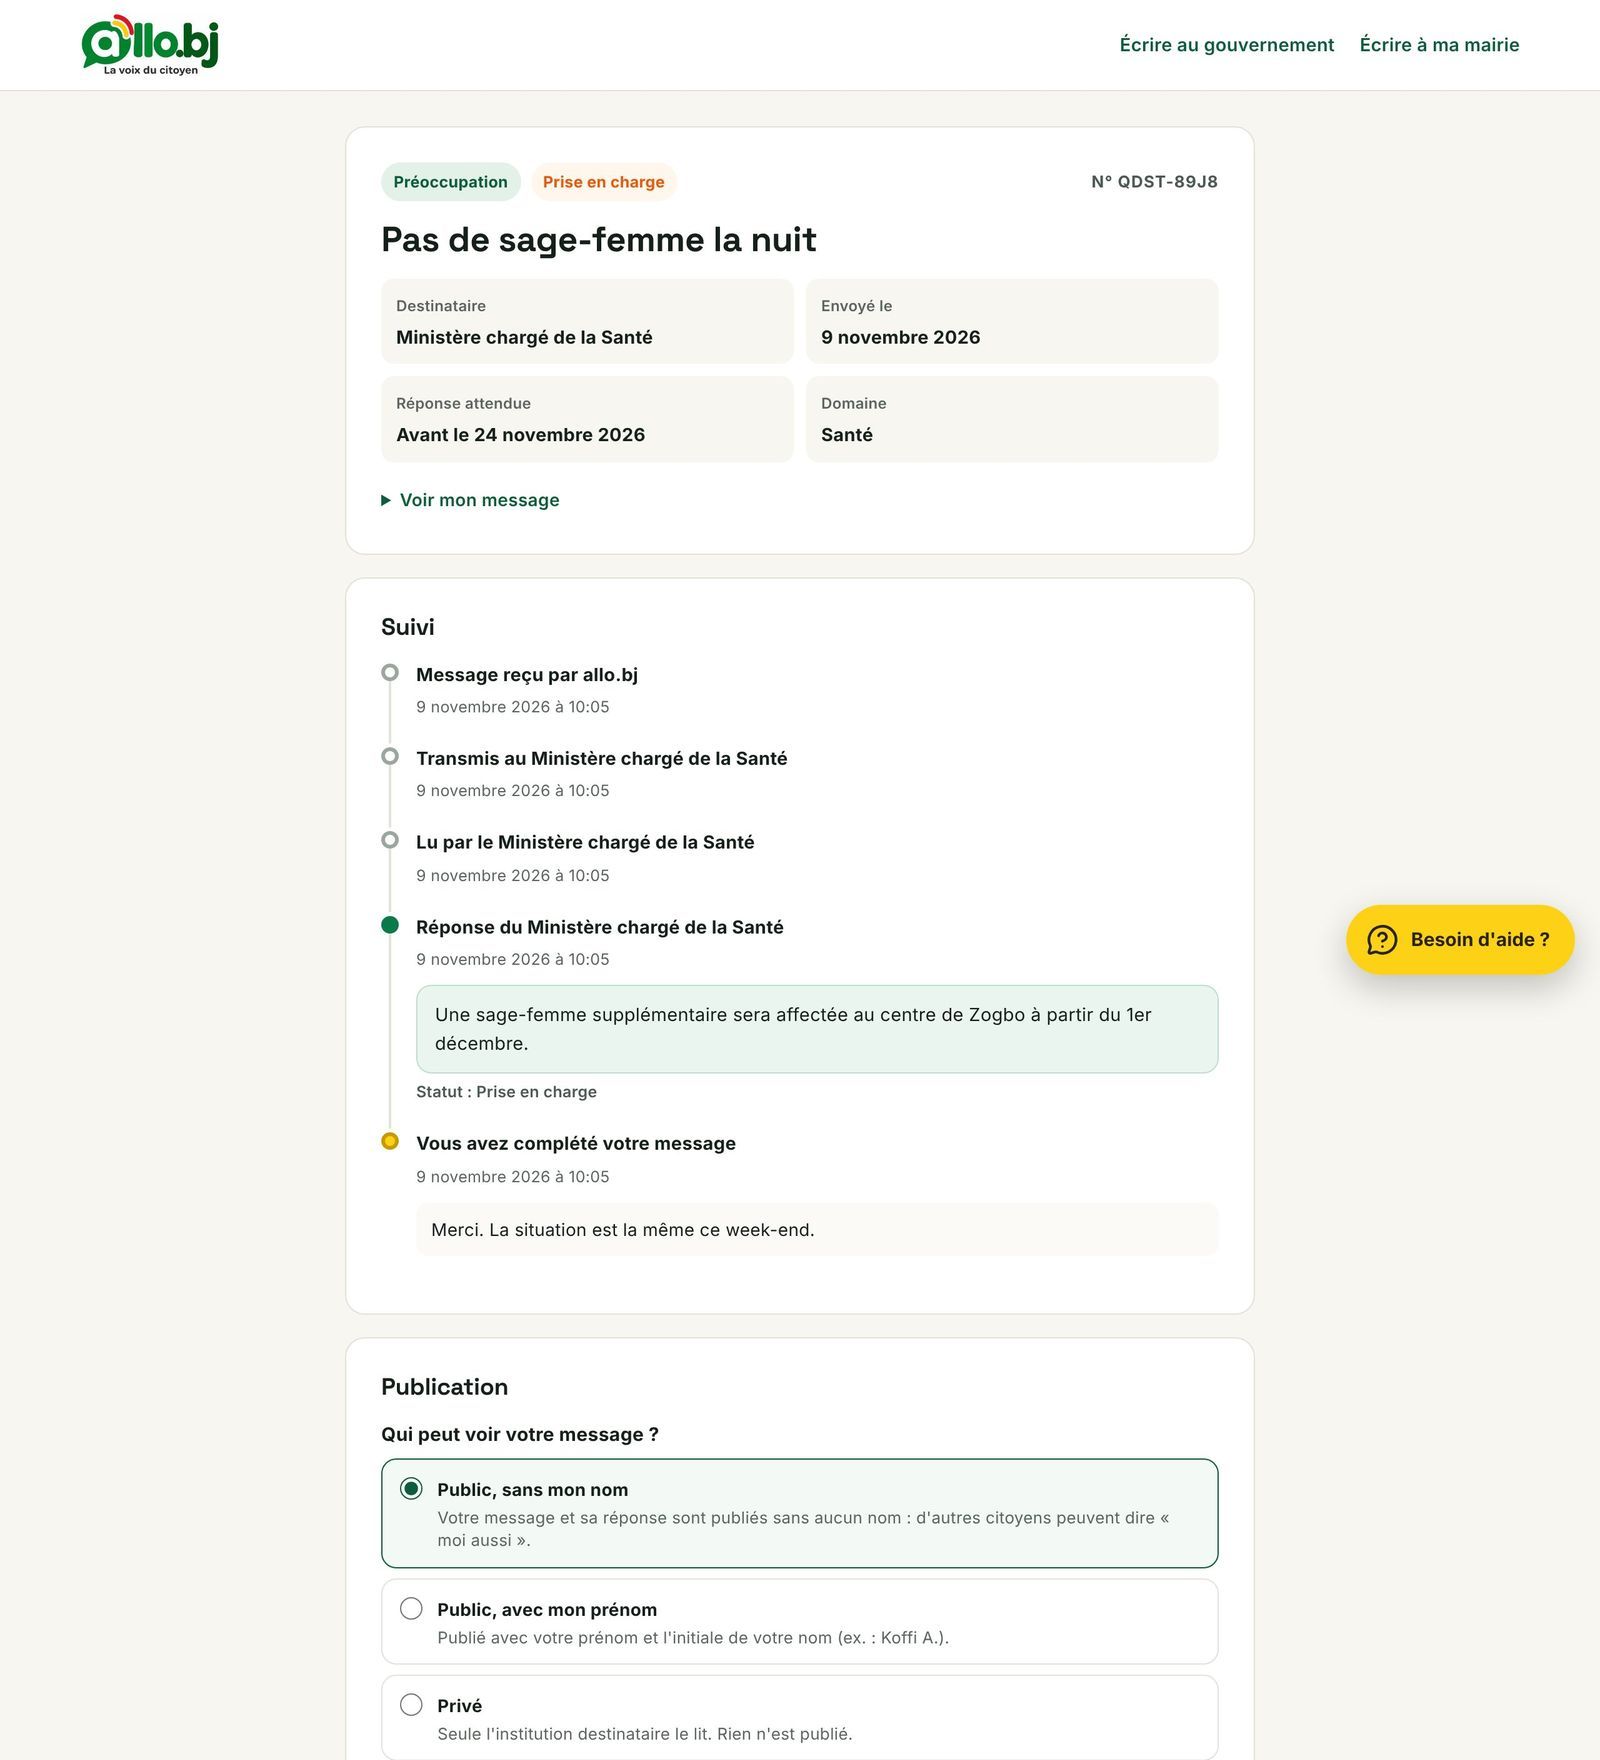 allo.bj
La voix du citoyen
Écrire au gouvernement
Écrire à ma mairie
Préoccupation
Prise en charge
N° QDST-89J8
Pas de sage-femme la nuit
Destinataire
Ministère chargé de la Santé
Envoyé le
9 novembre 2026
Réponse attendue
Avant le 24 novembre 2026
Domaine
Santé
Voir mon message
Suivi
Message reçu par allo.bj
9 novembre 2026 à 10:05
Transmis au Ministère chargé de la Santé
9 novembre 2026 à 10:05
Lu par le Ministère chargé de la Santé
9 novembre 2026 à 10:05
Réponse du Ministère chargé de la Santé
9 novembre 2026 à 10:05
Une sage-femme supplémentaire sera affectée au centre de Zogbo à partir du 1er
décembre.
Statut : Prise en charge
Vous avez complété votre message
9 novembre 2026 à 10:05
Merci. La situation est la même ce week-end.
Besoin d'aide ?
Publication
Qui peut voir votre message ?
Public, sans mon nom
Votre message et sa réponse sont publiés sans aucun nom : d'autres citoyens peuvent dire «
moi aussi ».
Public, avec mon prénom
Publié avec votre prénom et l'initiale de votre nom (ex. : Koffi A.).
Privé
Seule l'institution destinataire le lit. Rien n'est publié.